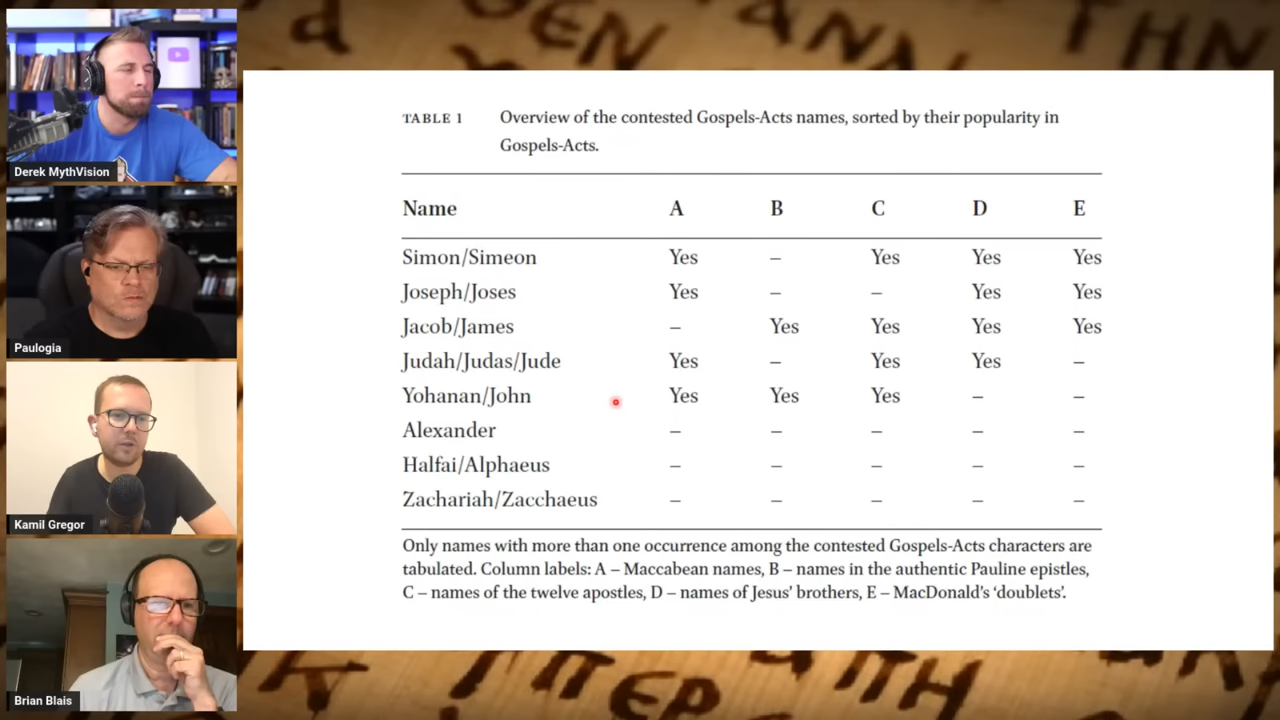 Derek MythVision
Paulogia
Kamil Gregor
Brian Blais
TABLE 1 Overview of the contested Gospels-Acts names, sorted by their popularity in
Gospels-Acts.
Name A B C D E
Simon/Simeon Yes – Yes Yes Yes
Joseph/Joses Yes – – Yes Yes
Jacob/James – Yes Yes Yes Yes
Judah/Judas/Jude Yes – Yes Yes –
Yohanan/John Yes Yes Yes – –
Alexander – – – – –
Halfai/Alphaeus – – – – –
Zachariah/Zacchaeus – – – – –
Only names with more than one occurrence among the contested Gospels-Acts characters are
tabulated. Column labels: A – Maccabean names, B – names in the authentic Pauline epistles,
C – names of the twelve apostles, D – names of Jesus’ brothers, E – MacDonald’s ‘doublets’.